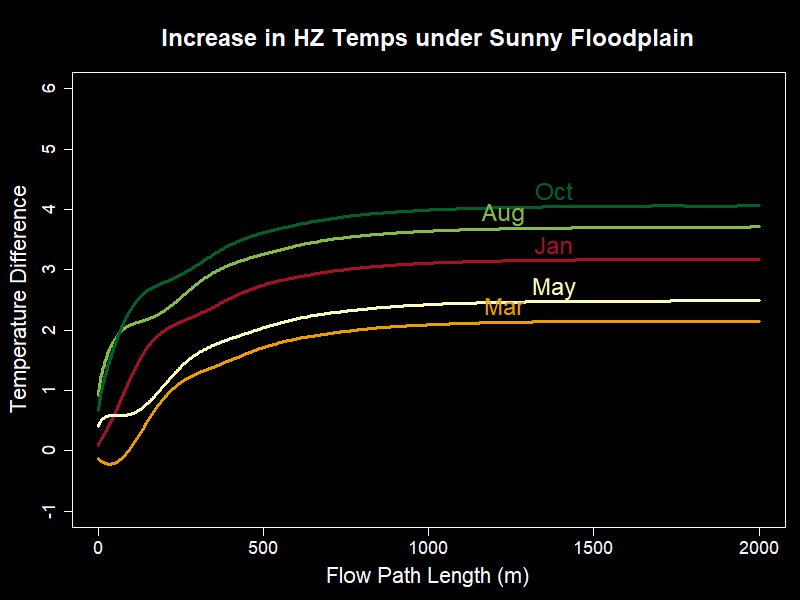 Increase in HZ Temps under Sunny Floodplain
Temperature Difference
6
5
4
3
2
1
0
-1
Oct
Aug
Jan
May
Mar
0 500 1000 1500 2000
Flow Path Length (m)